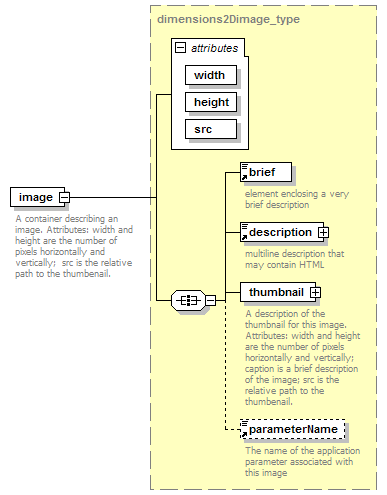 dimensions2Dimage_type
attributes
width
height
src
image
A container describing an
image. Attributes: width and
height are the number of
pixels horizontally and
vertically;  src is the relative
path to the thumbenail.
brief
element enclosing a very
brief description
description
multiline description that
may contain HTML
thumbnail
A description of the
thumbnail for this image.
Attributes: width and height
are the number of pixels
horizontally and vertically;
caption is a brief description
of the image; src is the
relative path to the
thumbenail.
parameterName
The name of the application
parameter associated with
this image